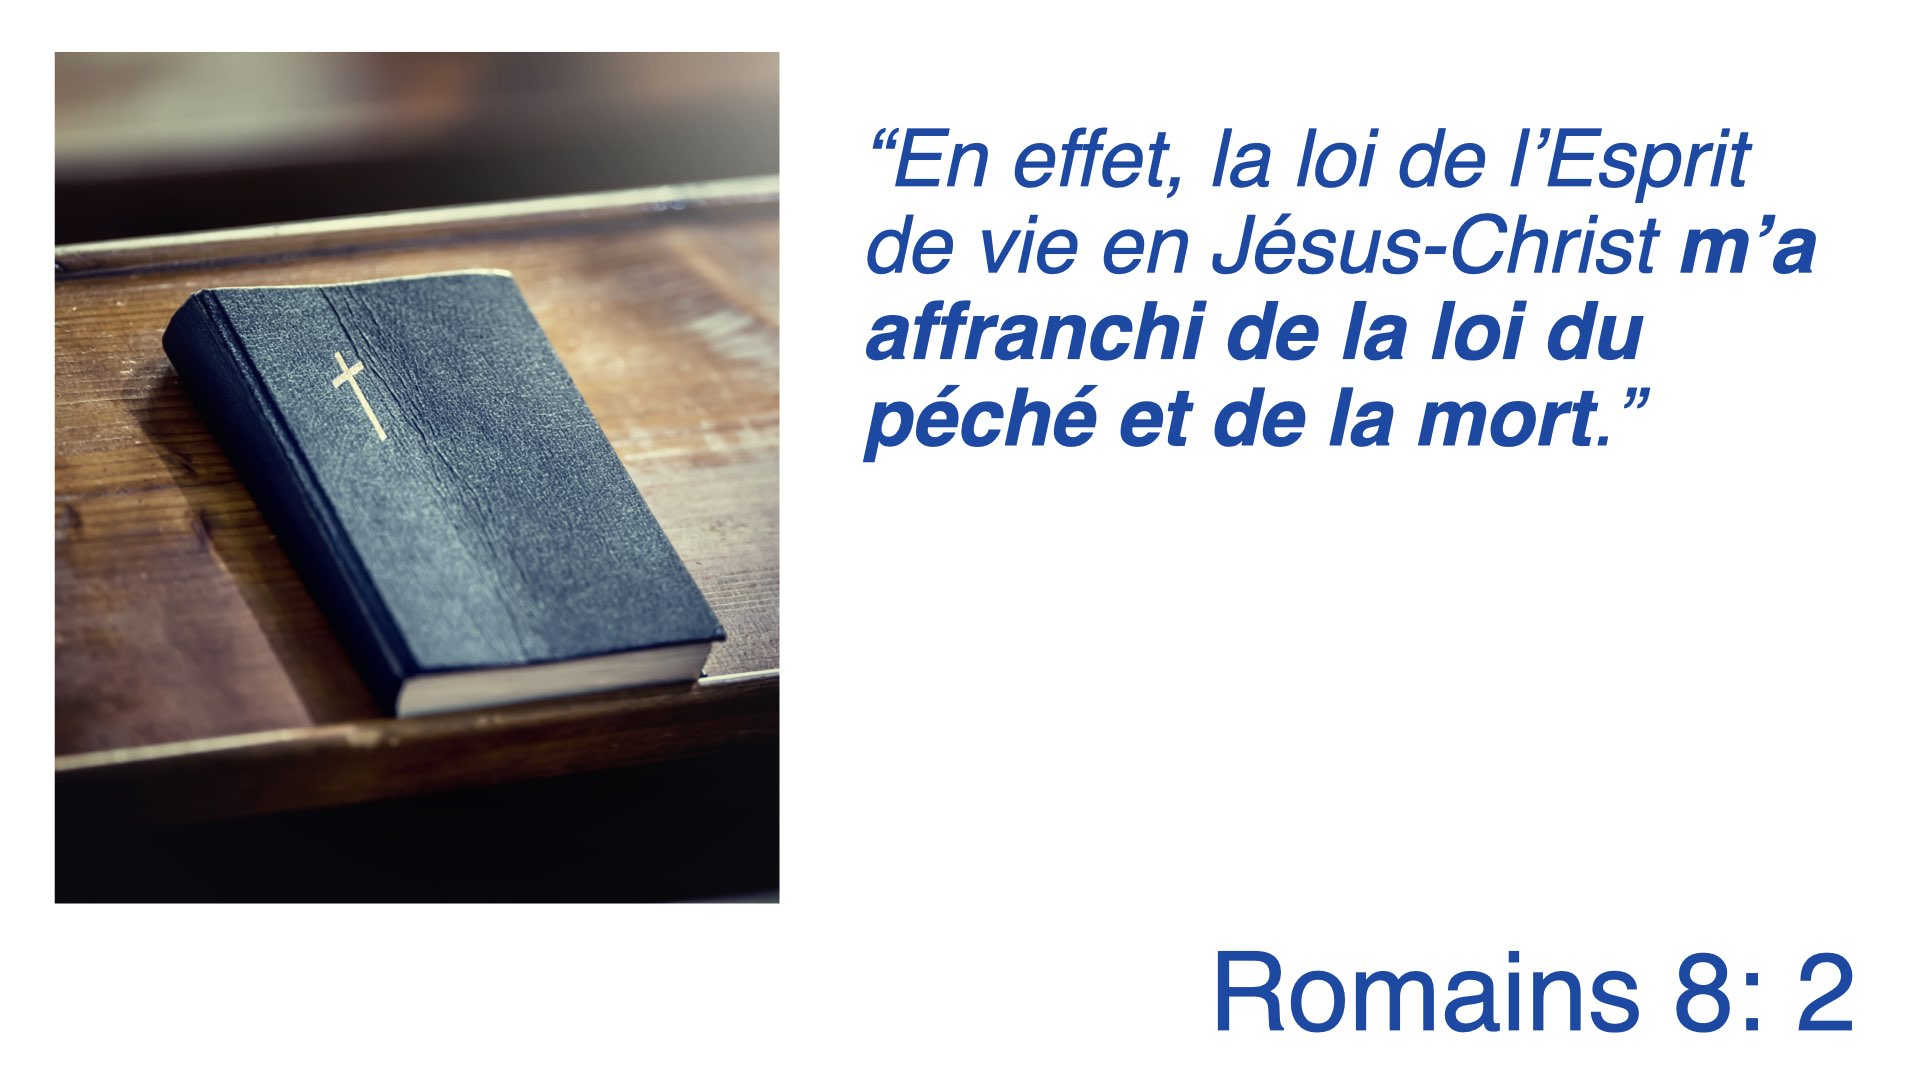 “En effet, la loi de l’Esprit
de vie en Jésus-Christ m’a
affranchi de la loi du
péché et de la mort.”
Romains 8: 2